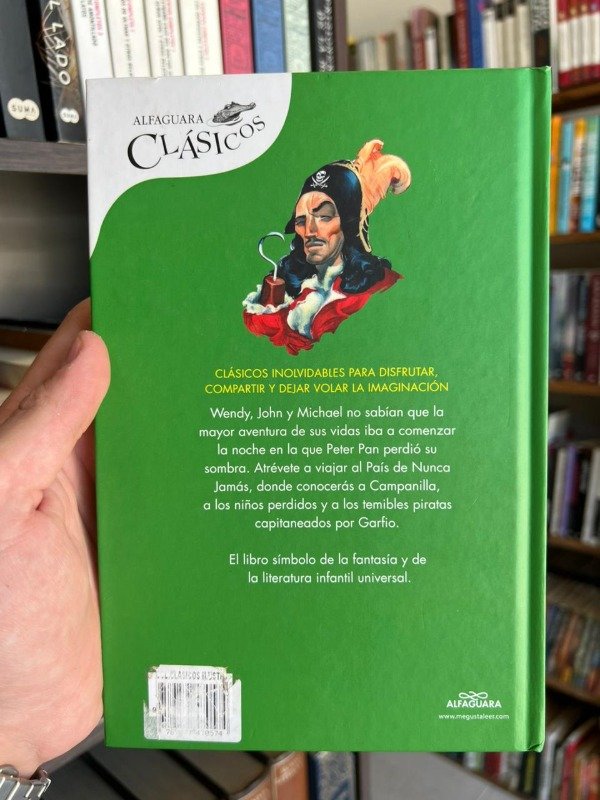 LADO
SUMA
SUMA
ALFAGUARA
CLÁSICOS
CLÁSICOS INOLVIDABLES PARA DISFRUTAR,
COMPARTIR Y DEJAR VOLAR LA IMAGINACIÓN
Wendy, John y Michael no sabían que la
mayor aventura de sus vidas iba a comenzar
la noche en la que Peter Pan perdió su
sombra. Atrévete a viajar al País de Nunca
Jamás, donde conocerás a Campanilla,
a los niños perdidos y a los temibles piratas
capitaneados por Garfio.
El libro símbolo de la fantasía y de
la literatura infantil universal.
ALFAGUARA
www.megustaleer.com